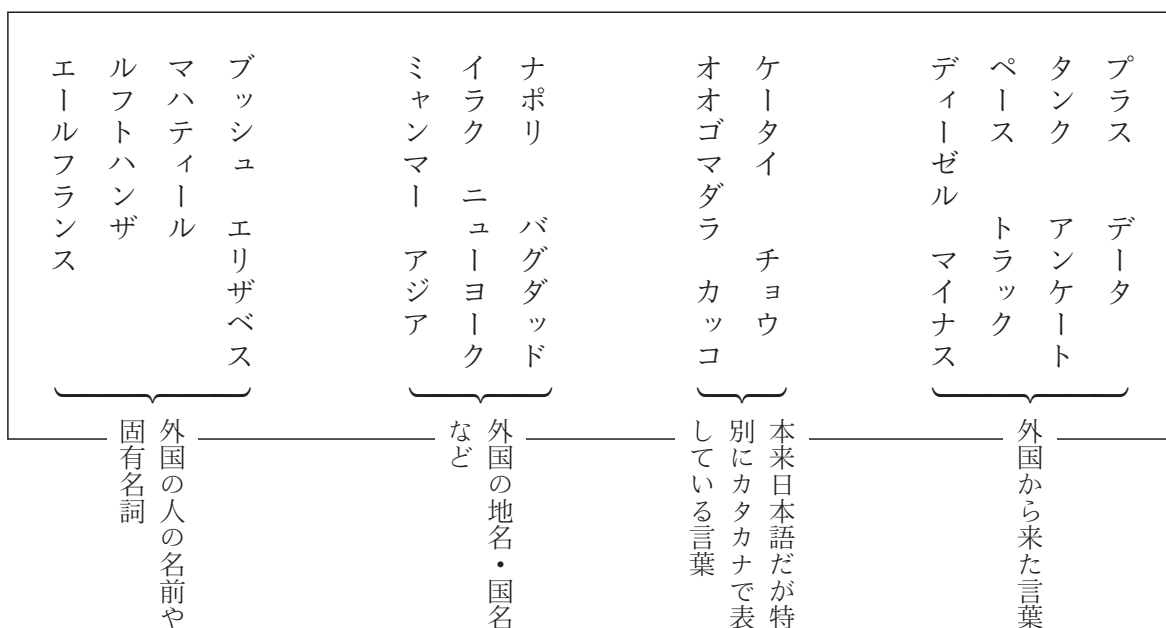 プラス　データ
タンク　アンケート
ペース　トラック
ディーゼル　マイナス
外国から来た言葉
ケータイ　チョウ
オオゴマダラ　カッコ
本来日本語だが特
別にカタカナで表
している言葉
ナポリ　バグダッド
イラク　ニューヨーク
ミャンマー　アジア
外国の地名・国名
など
ブッシュ　エリザベス
マハティール
ルフトハンザ
エールフランス
外国の人の名前や
固有名詞